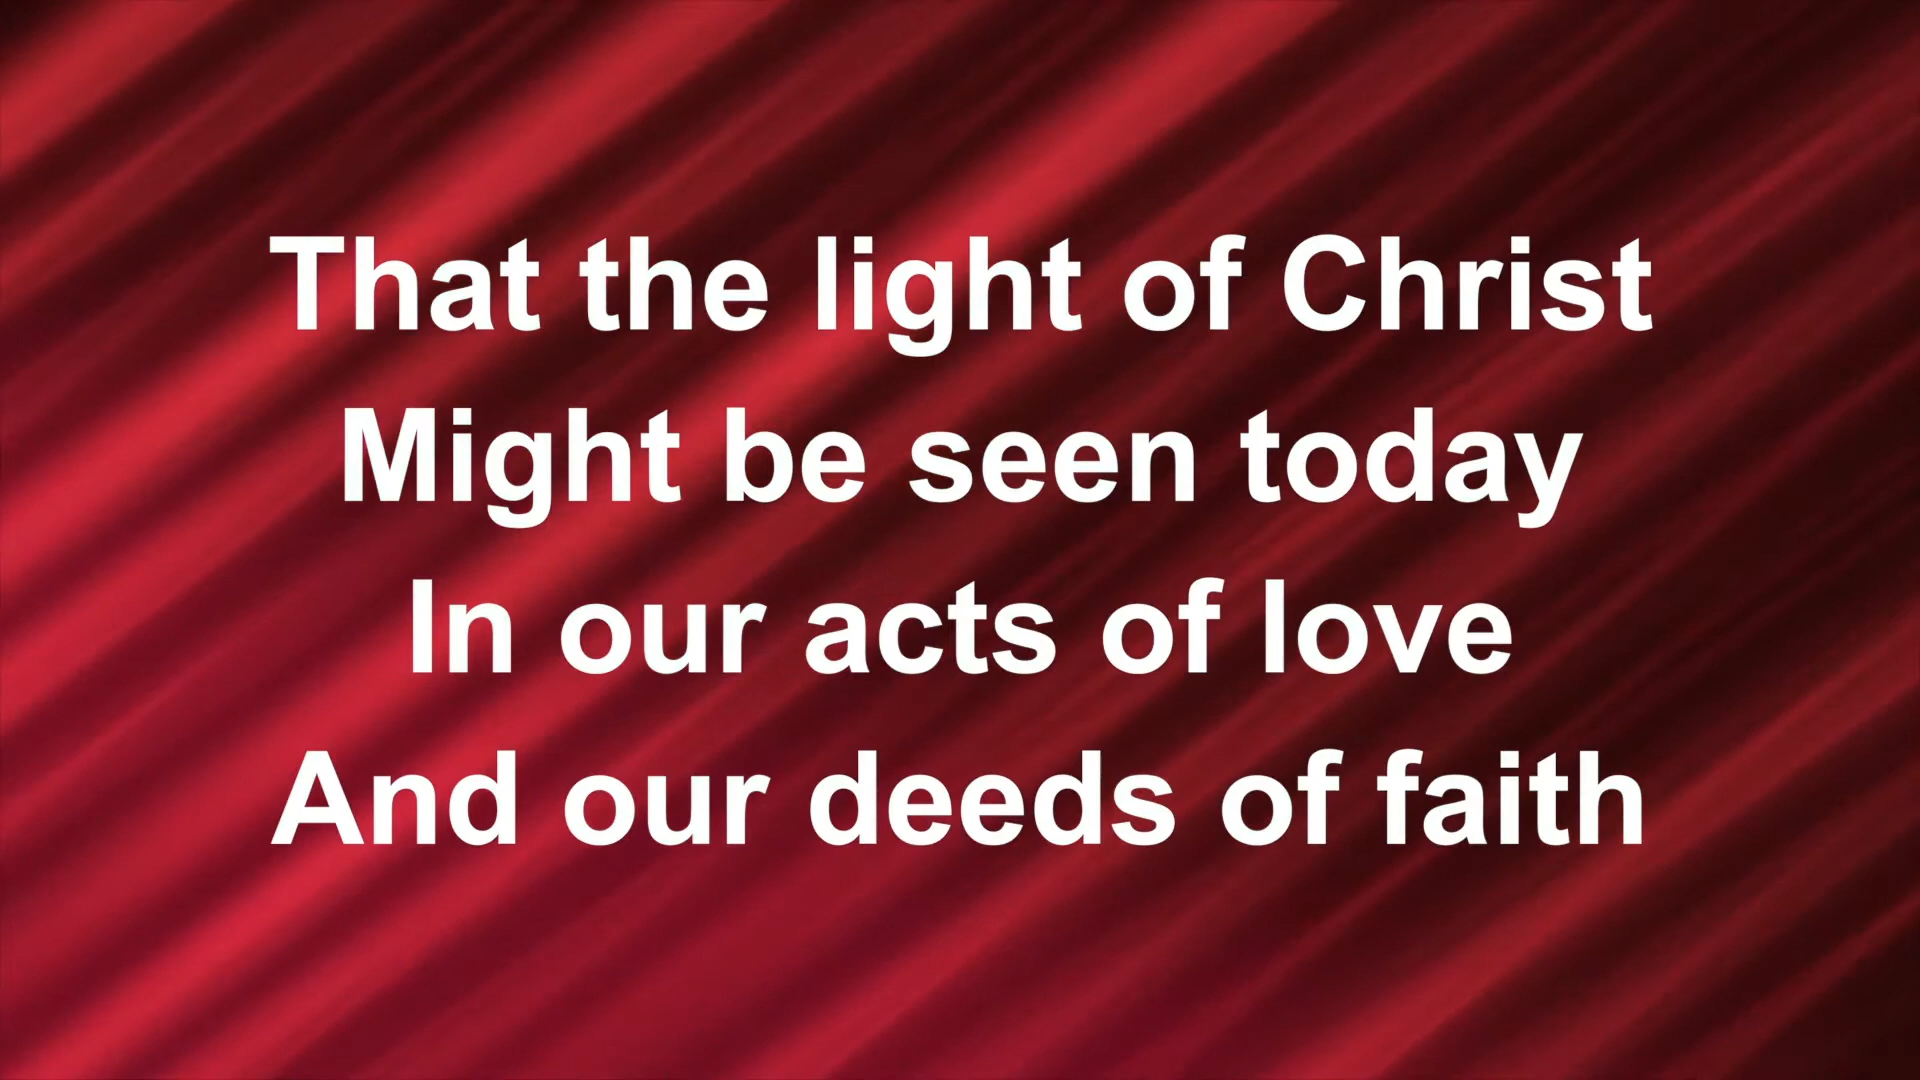 That the light of Christ
Might be seen today
In our acts of love
And our deeds of faith